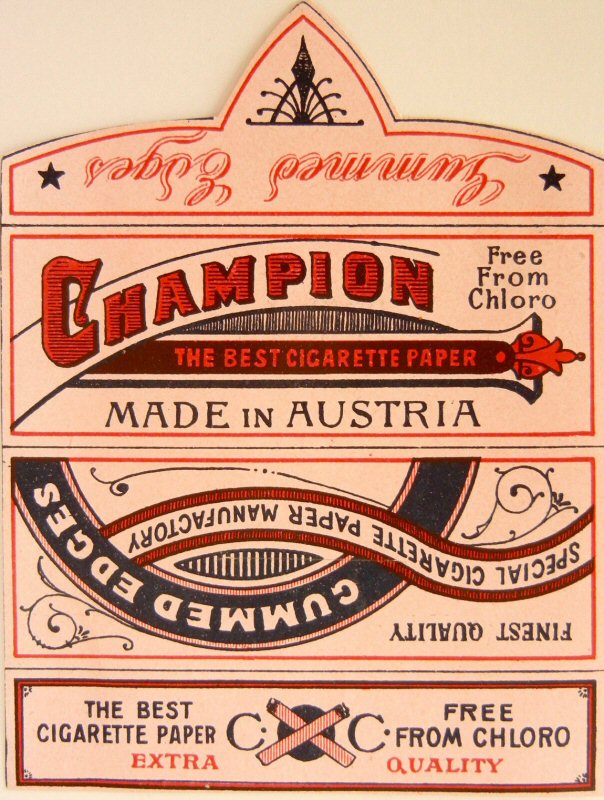 Gummed Edges
CHAMPION
Free
From
Chloro
THE BEST CIGARETTE PAPER
MADE IN AUSTRIA
GUMMED EDGES
SPECIAL CIGARETTE PAPER MANUFACTORY
FINEST QUALITY
THE BEST
CIGARETTE PAPER
EXTRA
C. C.
FREE
FROM CHLORO
QUALITY